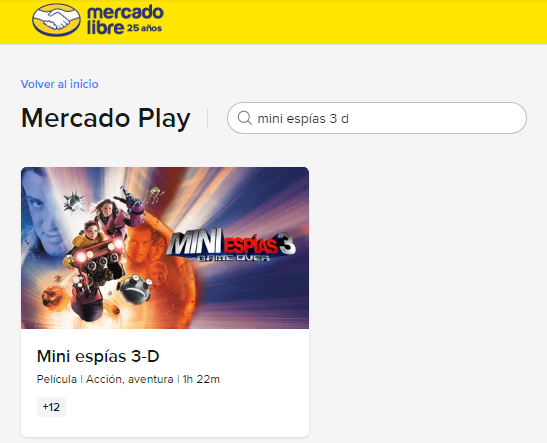 mercado
libre 25 años
Volver al inicio
Mercado Play
mini espías 3 d
MINI ESPÍAS 3
GAME OVER
Mini espías 3-D
Película | Acción, aventura | 1h 22m
+12